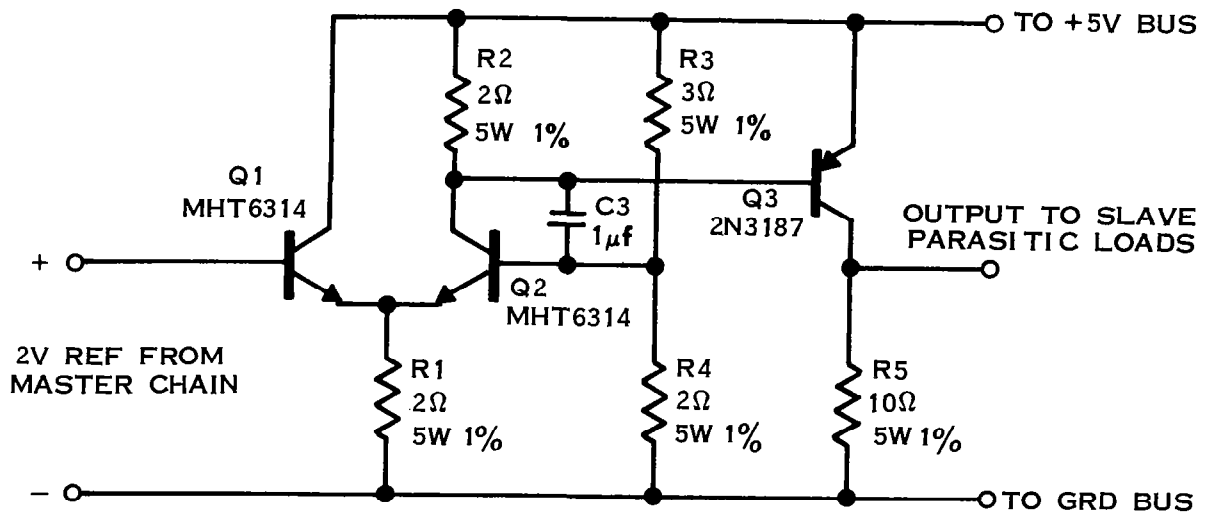 TO +5V BUS
R2
2Ω
5W 1%
R3
3Ω
5W 1%
Q1
MHT6314
C3
1μf
Q3
2N3187
OUTPUT TO SLAVE
PARASITIC LOADS
+
Q2
MHT6314
2V REF FROM
MASTER CHAIN
R1
2Ω
5W 1%
R4
2Ω
5W 1%
R5
10Ω
5W 1%
−
TO GRD BUS